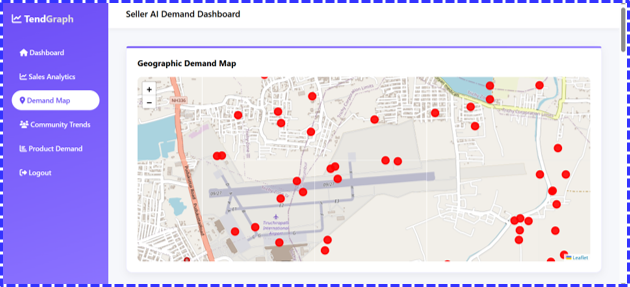 TendGraph
Seller AI Demand Dashboard
Dashboard
Sales Analytics
Demand Map
Community Trends
Product Demand
Logout
Geographic Demand Map
+
−
Leaflet